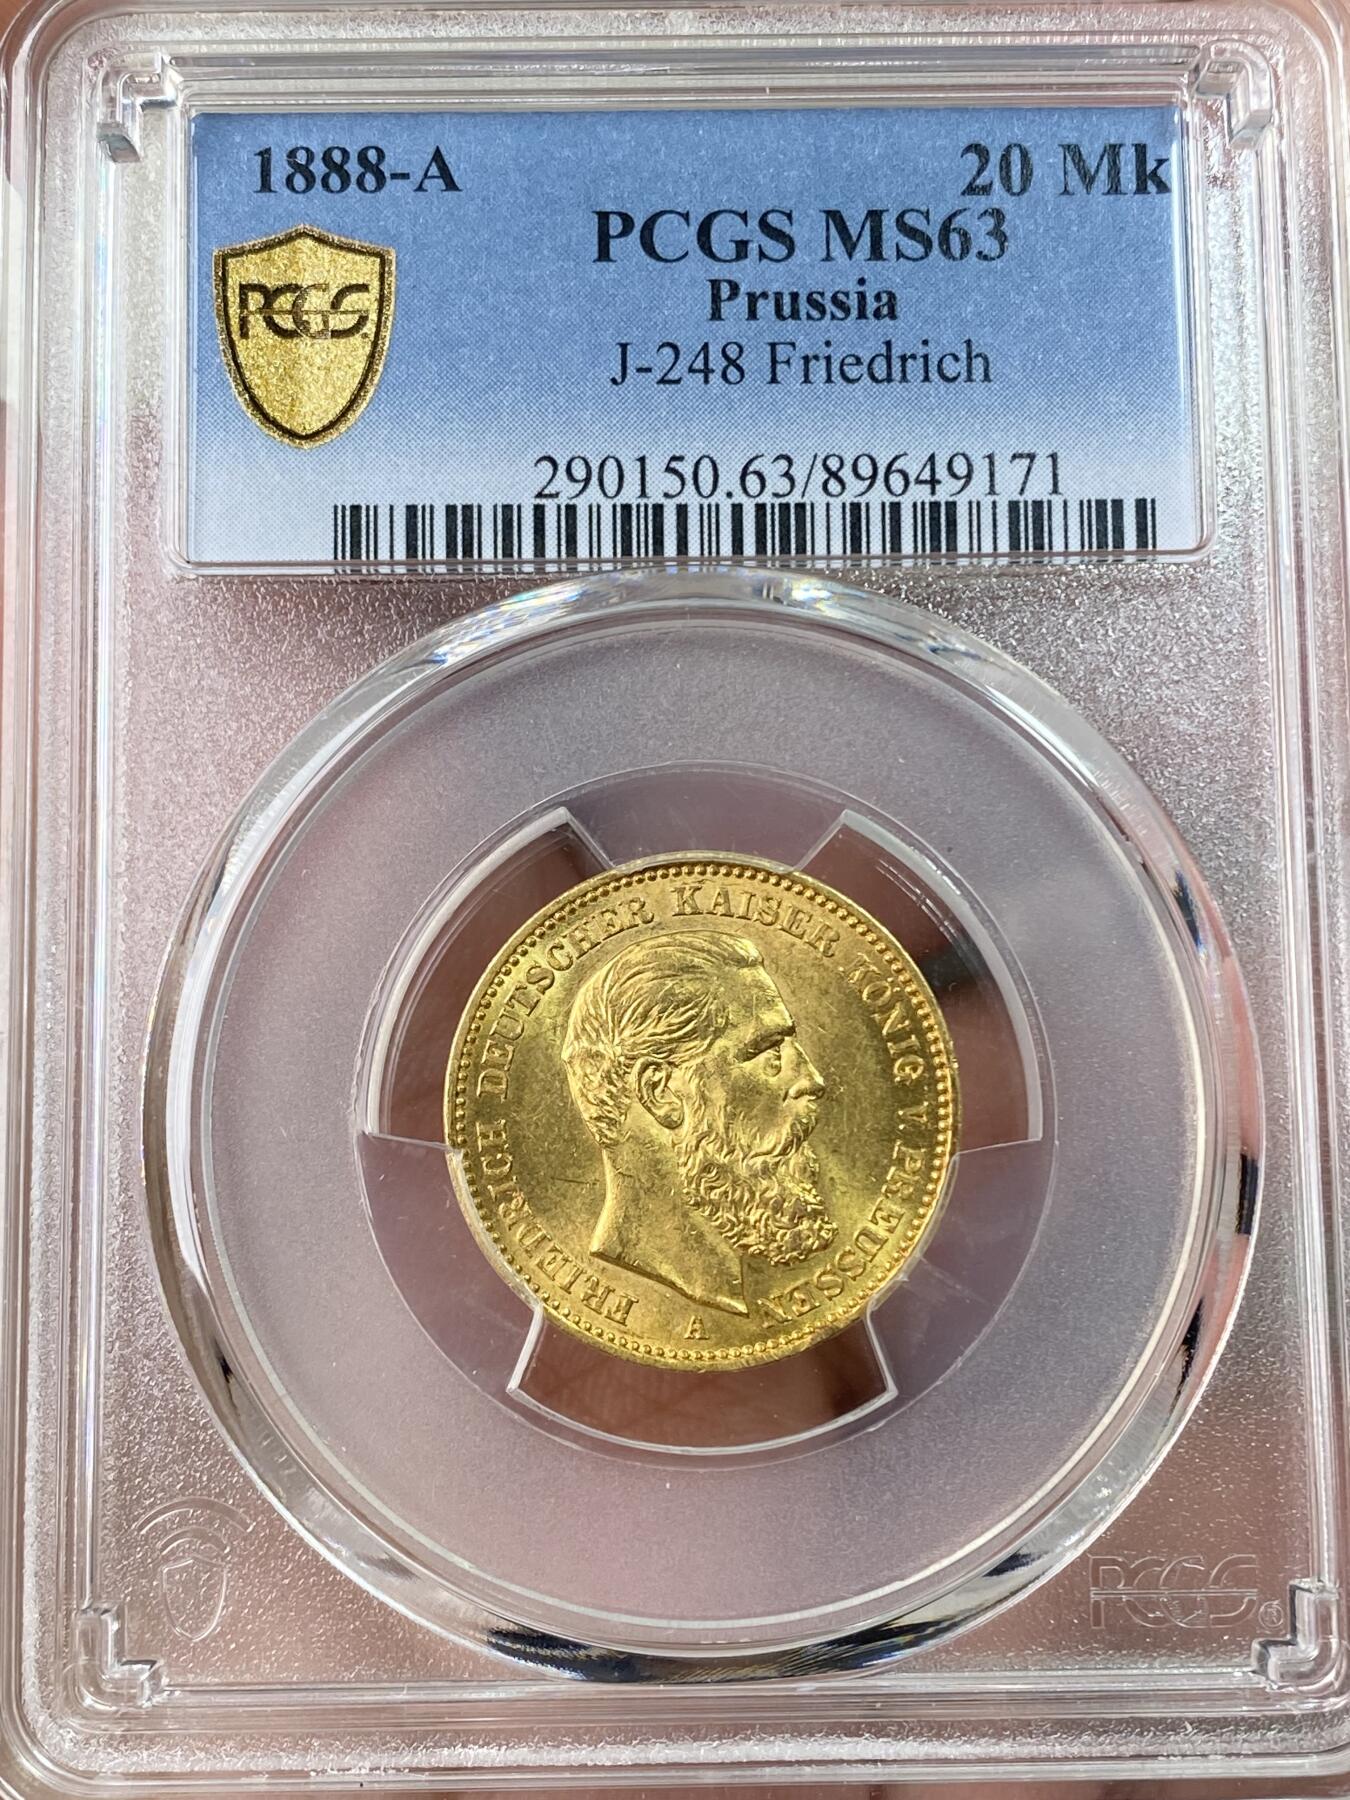 1888-A 20 Mk
PCGS MS63
Prussia
PCGS
J-248 Friedrich
290150.63/89649171
FRIEDRICH DEUTSCHER KAISER KÖNIG V. PREUSSEN
A
PCGS®